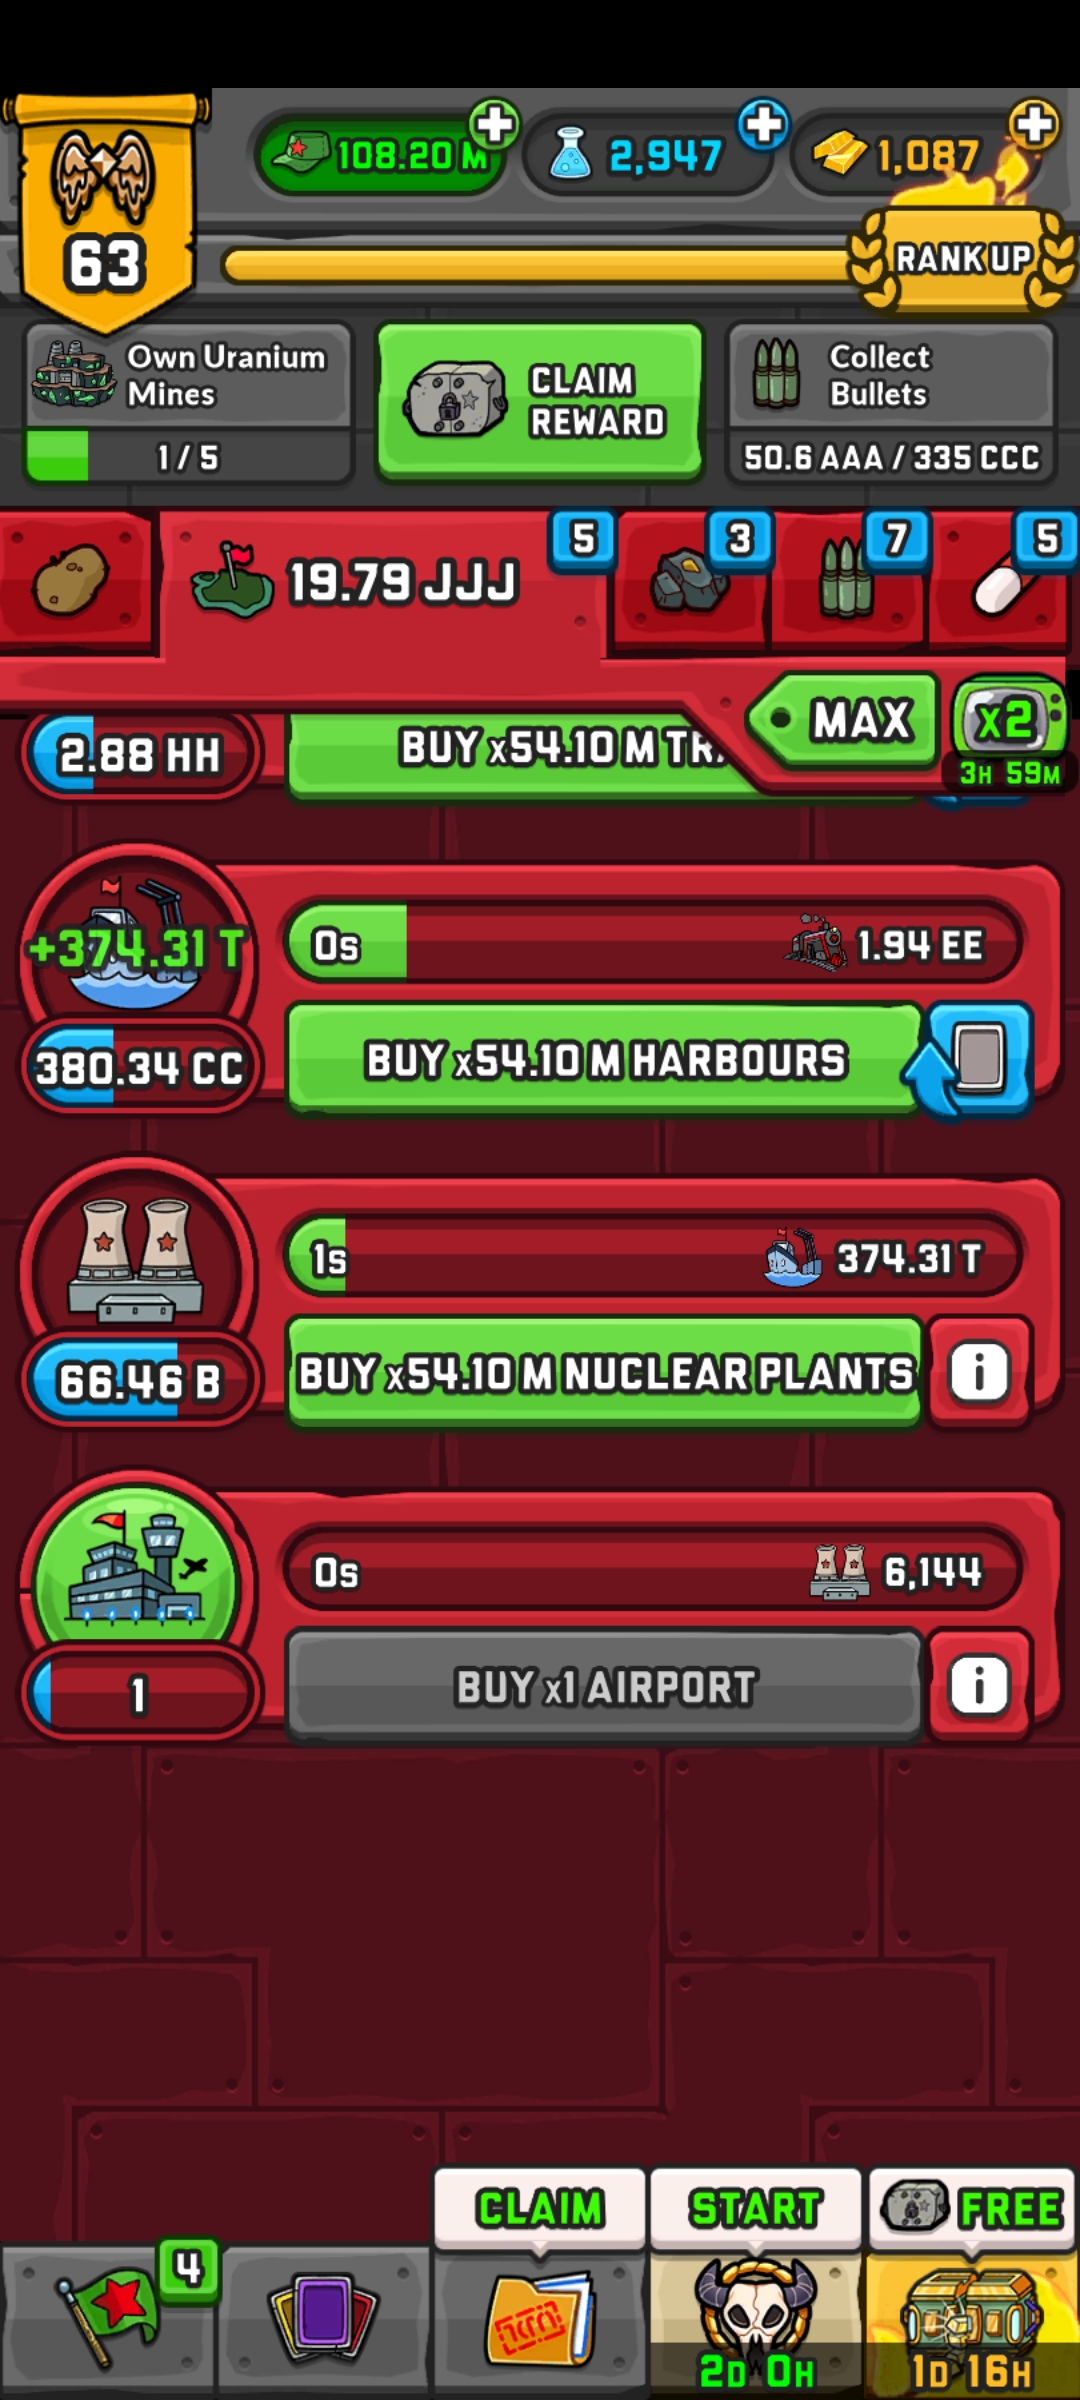 108.20 M
2,947
1,087
63
RANK UP
Own Uranium
Mines
1 / 5
CLAIM
REWARD
Collect
Bullets
50.6 AAA / 335 CCC
19.79 JJJ
5
3
7
5
MAX
x2
3H 59M
2.88 HH
BUY x54.10 M
+374.31 T
0s
1.94 EE
380.34 CC
BUY x54.10 M HARBOURS
1s
374.31 T
66.46 B
BUY x54.10 M NUCLEAR PLANTS
i
0s
6,144
1
BUY x1 AIRPORT
i
CLAIM
START
FREE
4
2D 0H
1D 16H